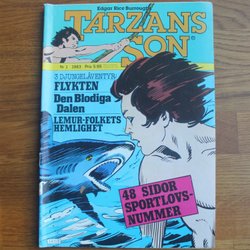 Edgar Rice Burroughs
TARZANS
SON
Nr 1 1983 Pris 5:95
3 DJUNGELÄVENTYR:
FLYKTEN
Den Blodiga
Dalen
LEMUR-FOLKETS
HEMLIGHET
48 SIDOR
SPORTLOVS-
NUMMER